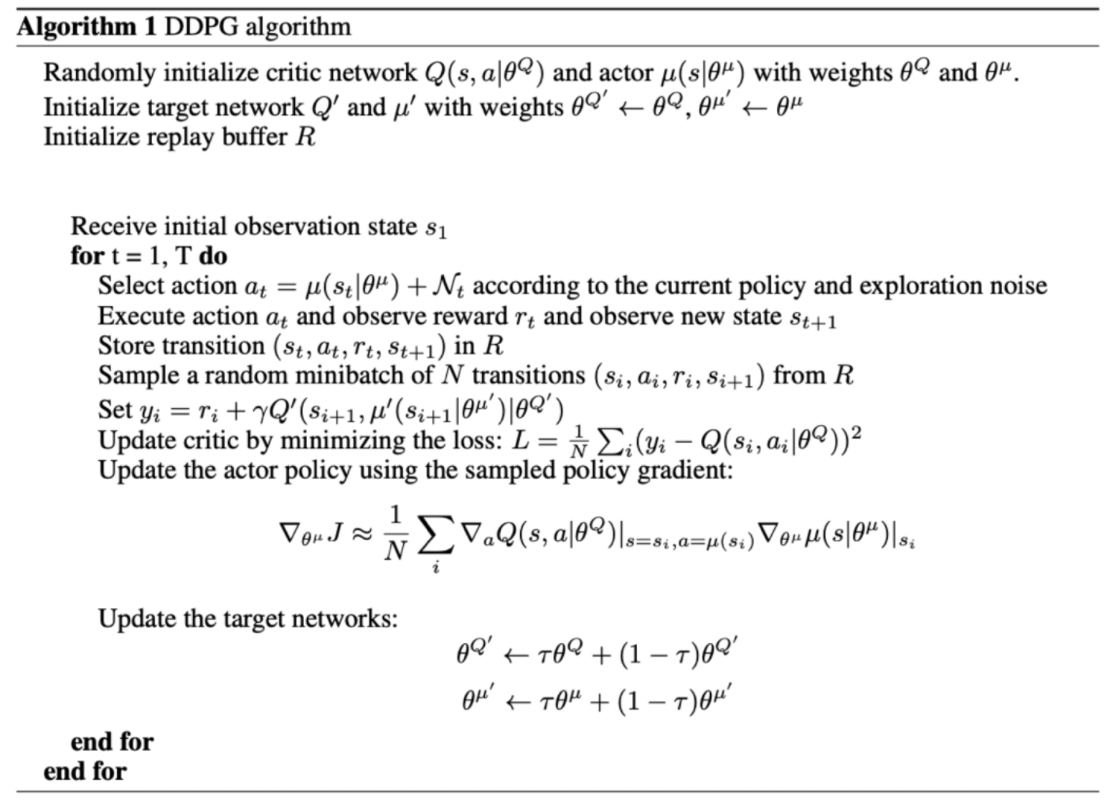 Algorithm 1 DDPG algorithm
Randomly initialize critic network Q(s, a|θ^Q) and actor μ(s|θ^μ) with weights θ^Q and θ^μ.
Initialize target network Q′ and μ′ with weights θ^{Q′} ← θ^Q, θ^{μ′} ← θ^μ
Initialize replay buffer R
Receive initial observation state s_1
for t = 1, T do
Select action a_t = μ(s_t|θ^μ) + 𝒩_t according to the current policy and exploration noise
Execute action a_t and observe reward r_t and observe new state s_{t+1}
Store transition (s_t, a_t, r_t, s_{t+1}) in R
Sample a random minibatch of N transitions (s_i, a_i, r_i, s_{i+1}) from R
Set y_i = r_i + γQ′(s_{i+1}, μ′(s_{i+1}|θ^{μ′})|θ^{Q′})
Update critic by minimizing the loss: L = \frac{1}{N} ∑_i(y_i − Q(s_i, a_i|θ^Q))^2
Update the actor policy using the sampled policy gradient:
∇_{θ^μ} J ≈ \frac{1}{N} ∑_i ∇_a Q(s, a|θ^Q)|_{s=s_i,a=μ(s_i)} ∇_{θ^μ} μ(s|θ^μ)|_{s_i}
Update the target networks:
θ^{Q′} ← τθ^Q + (1 − τ)θ^{Q′}
θ^{μ′} ← τθ^μ + (1 − τ)θ^{μ′}
end for
end for